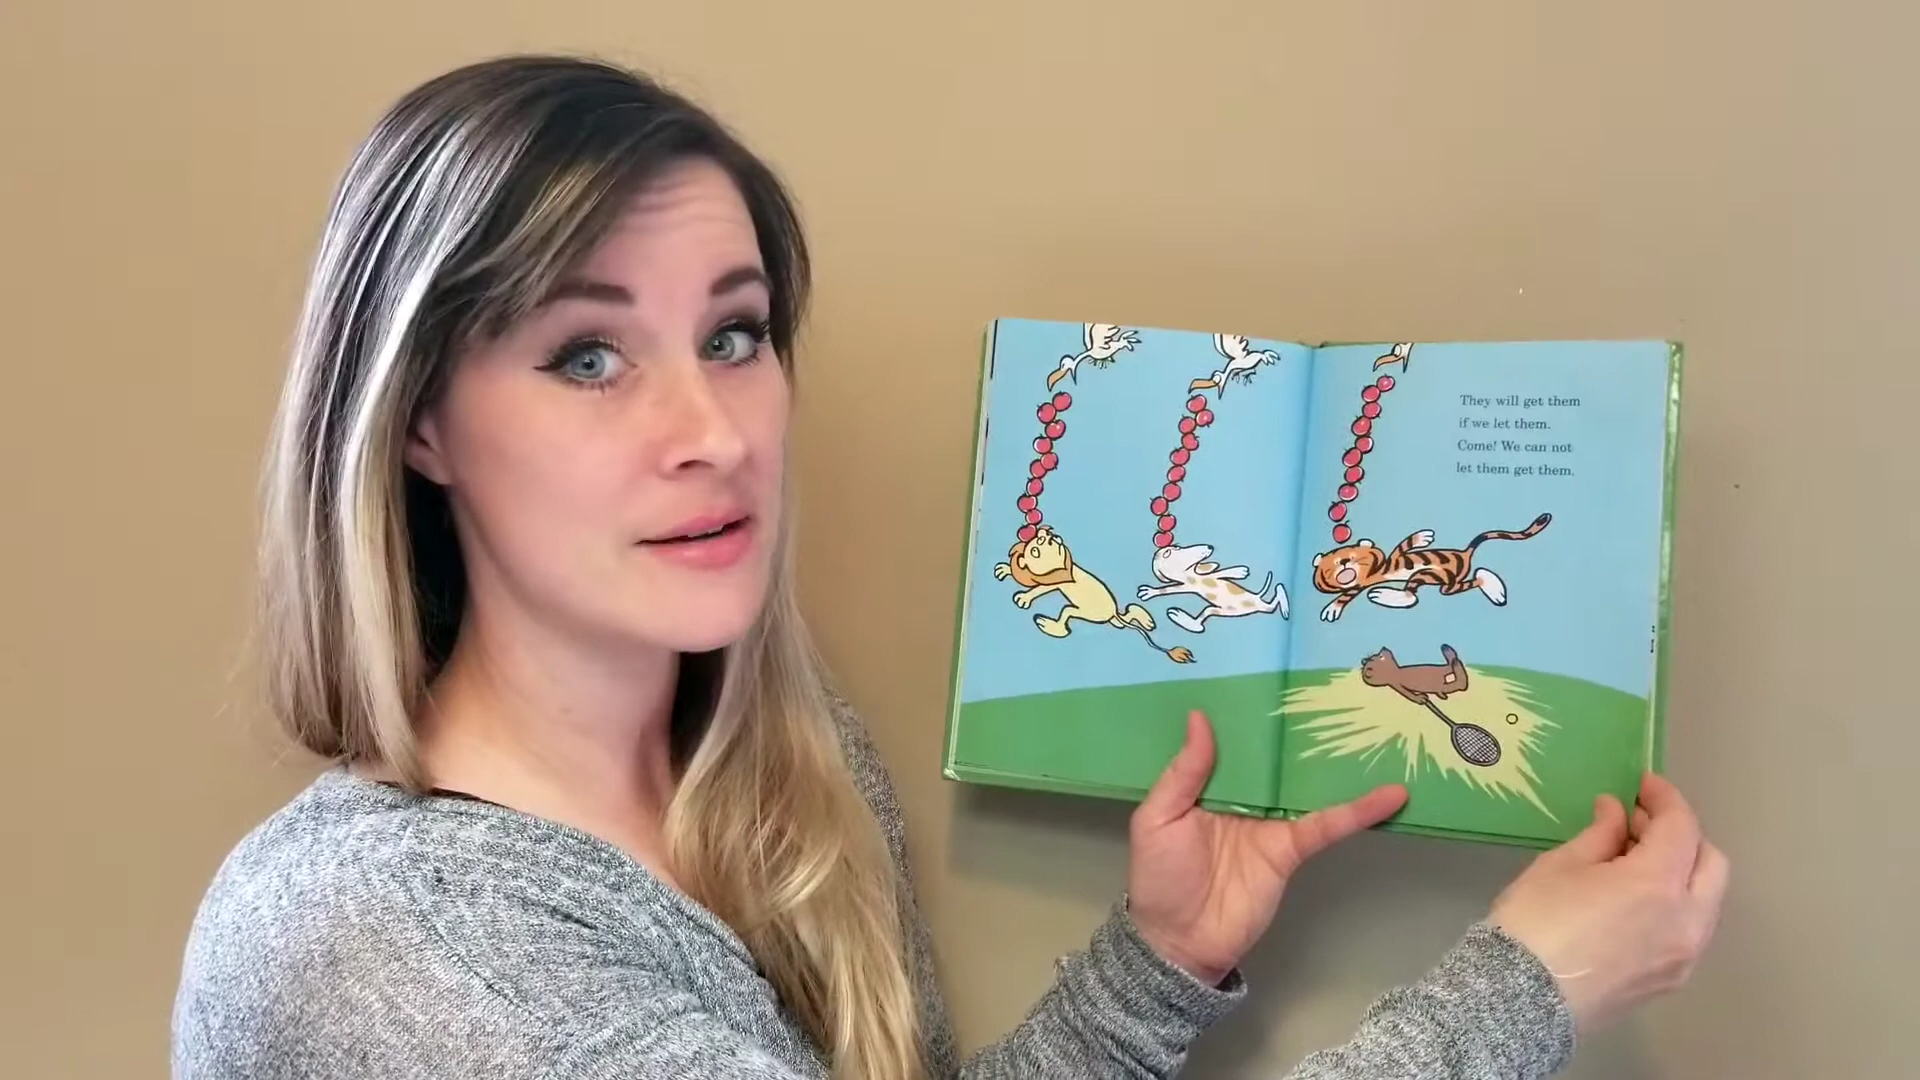 They will get them
if we let them.
Come! We can not
let them get them.